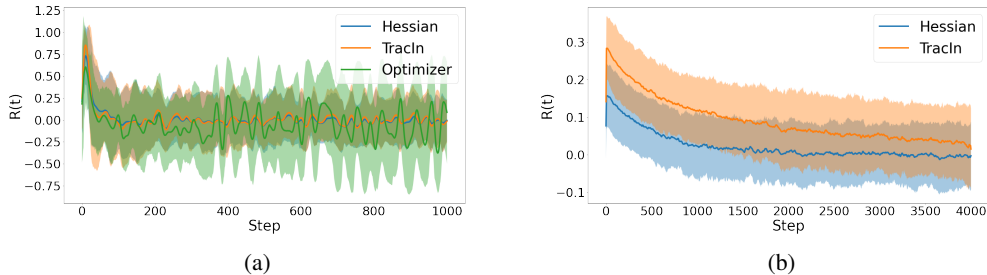 1.25
1.00
0.75
0.50
0.25
0.00
−0.25
−0.50
−0.75
R(t)
0 200 400 600 800 1000
Step
Hessian
TracIn
Optimizer
(a)
0.3
0.2
0.1
0.0
−0.1
R(t)
0 500 1000 1500 2000 2500 3000 3500 4000
Step
Hessian
TracIn
(b)